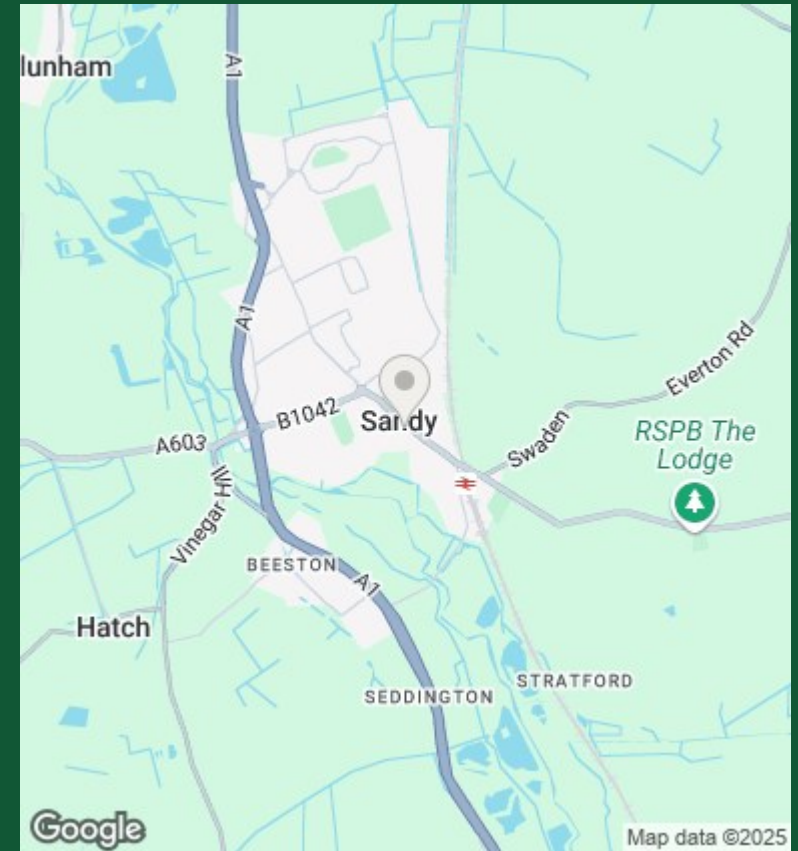 lunham
A1
A1
Everton Rd
B1042
Sandy
Swaden
RSPB The
Lodge
A603
Vinegar H
BEESTON
A1
Hatch
STRATFORD
SEDDINGTON
Google
Map data ©2025